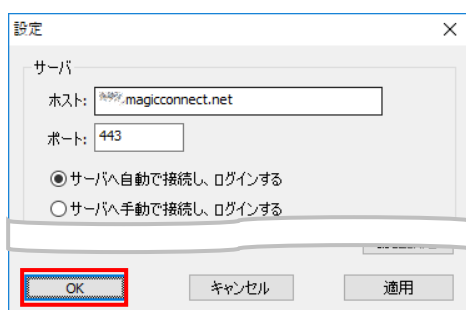 設定
サーバ
ホスト: .magicconnect.net
ポート: 443
サーバへ自動で接続し、ログインする
サーバへ手動で接続し、ログインする
OK キャンセル 適用